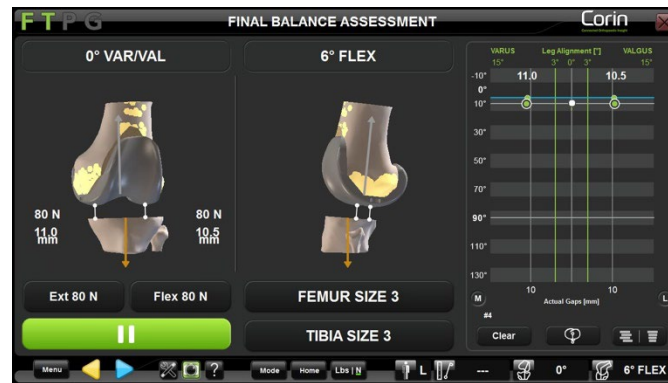 FTPG
FINAL BALANCE ASSESSMENT
Corin
0° VAR/VAL
6° FLEX
80 N
11.0
mm
80 N
10.5
mm
Ext 80 N
Flex 80 N
FEMUR SIZE 3
TIBIA SIZE 3
VARUS Leg Alignment [°] VALGUS
15° 3° 0° 3° 15°
-10° 11.0 10.5
0°
10°
30°
50°
70°
90°
110°
130°
10 10
M Actual Gaps [mm] L
#4
Clear
Menu ? Mode Home Lbs | N L --- 0° 6° FLEX